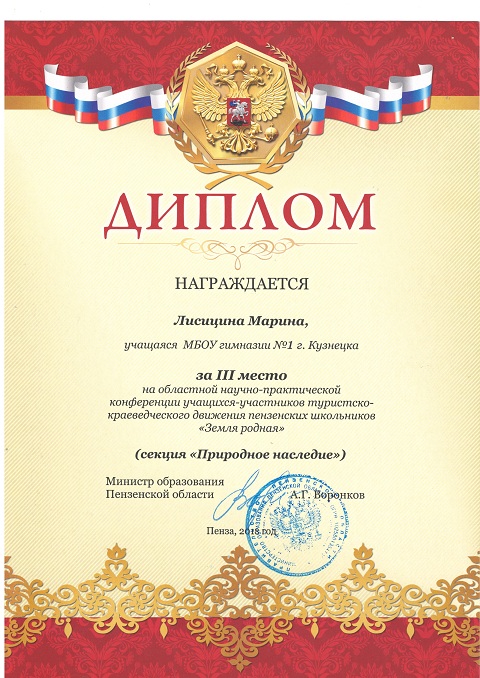 ДИПЛОМ
НАГРАЖДАЕТСЯ
Лисицина Марина,
учащаяся МБОУ гимназии №1 г. Кузнецка
за III место
на областной научно-практической
конференции учащихся-участников туристско-
краеведческого движения пензенских школьников
«Земля родная»
(секция «Природное наследие»)
Министр образования
Пензенской области А.Г. Воронков
Пенза, 2018 год